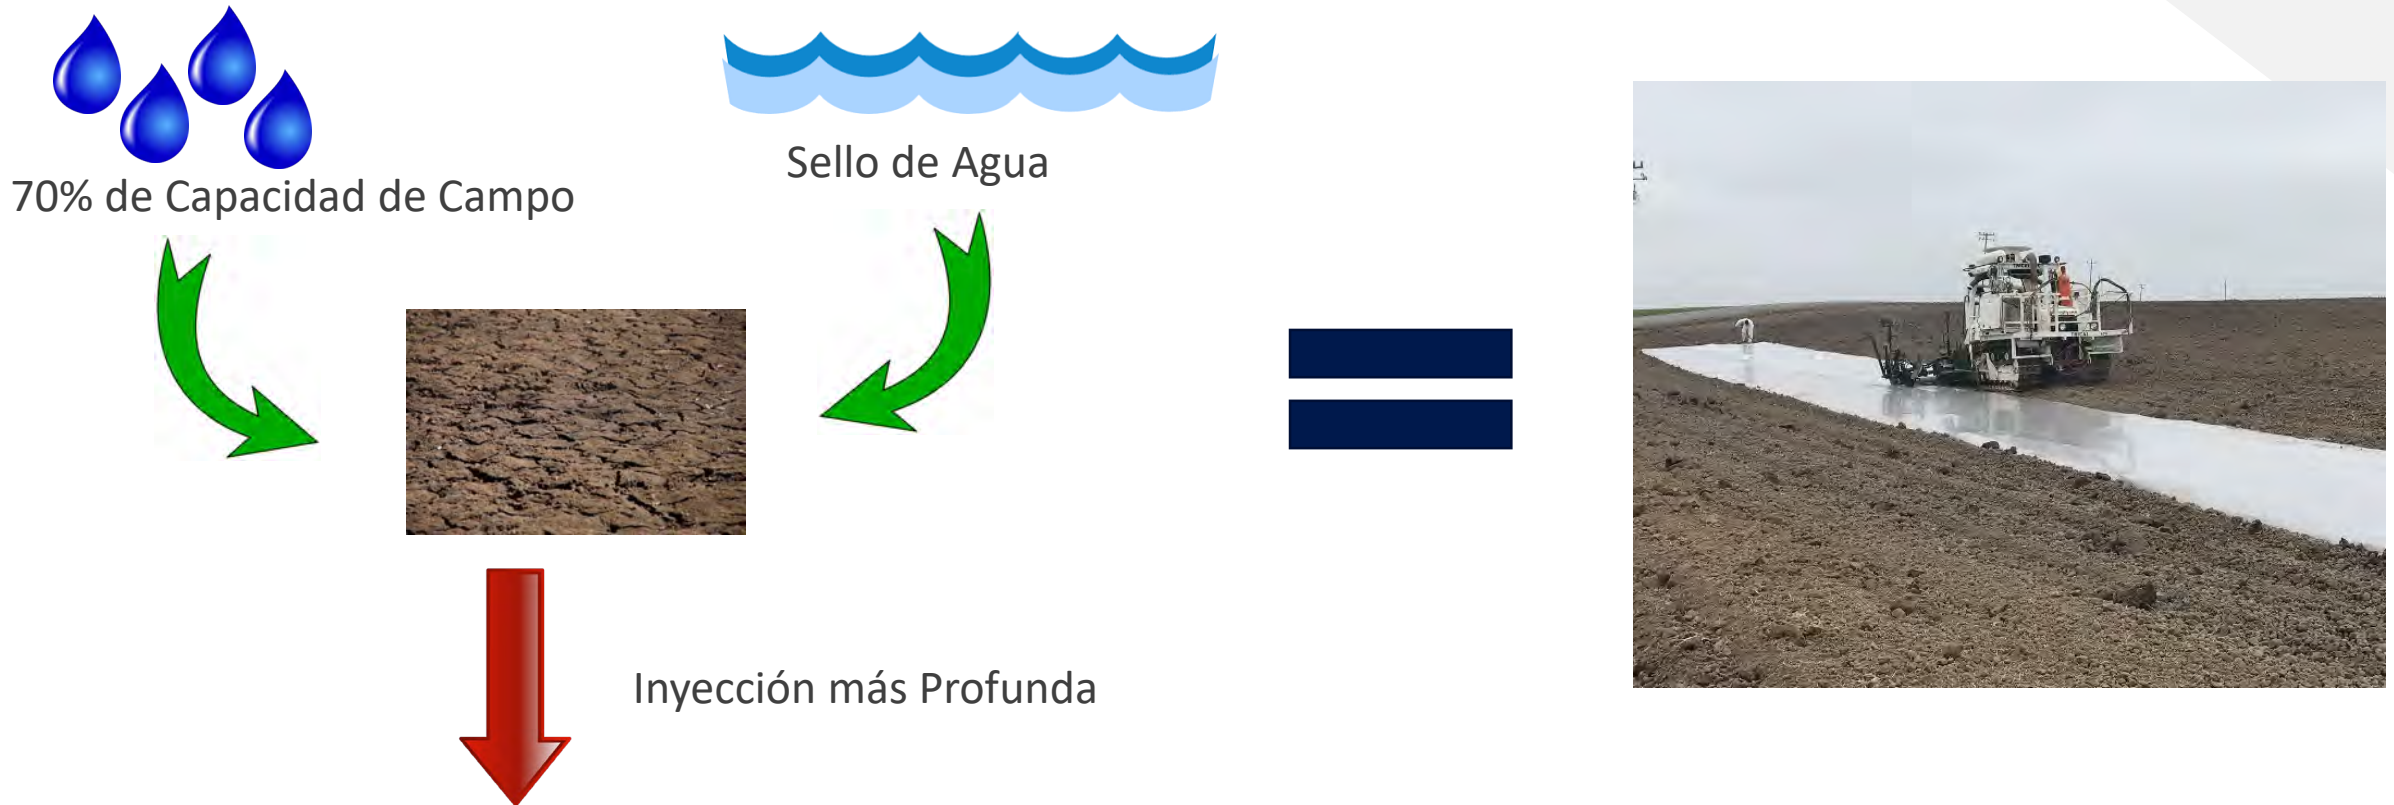 70% de Capacidad de Campo
Sello de Agua
Inyección más Profunda